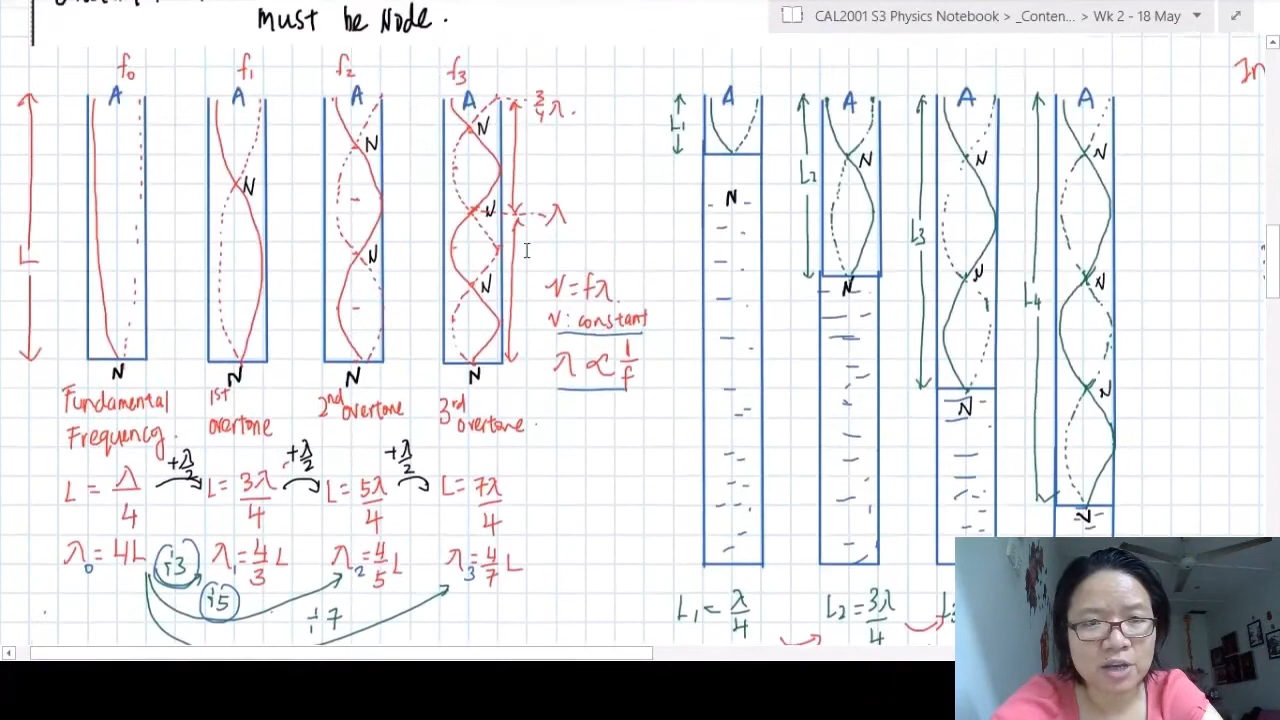 must be Node.
CAL2001 S3 Physics Notebook > _Conten... > Wk 2 - 18 May
f₀ f₁ f₂ f₃
A A A A
L
N N N N N N
3/4 λ.
λ
N N N N
v = fλ
v: constant
λ ∝ 1/f
Fundamental Frequency.
1st overtone
2nd overtone
3rd overtone.
+λ/2 +λ/2 +λ/2
L = λ/4 L = 3λ/4 L = 5λ/4 L = 7λ/4
λ₀ = 4L λ₁ = 4/3 L λ₂ = 4/5 L λ₃ = 4/7 L
÷3
÷5
÷7
A A A A
L1 L2 L3 L4
N N N N N N N N N N
L1 = λ/4 L2 = 3λ/4